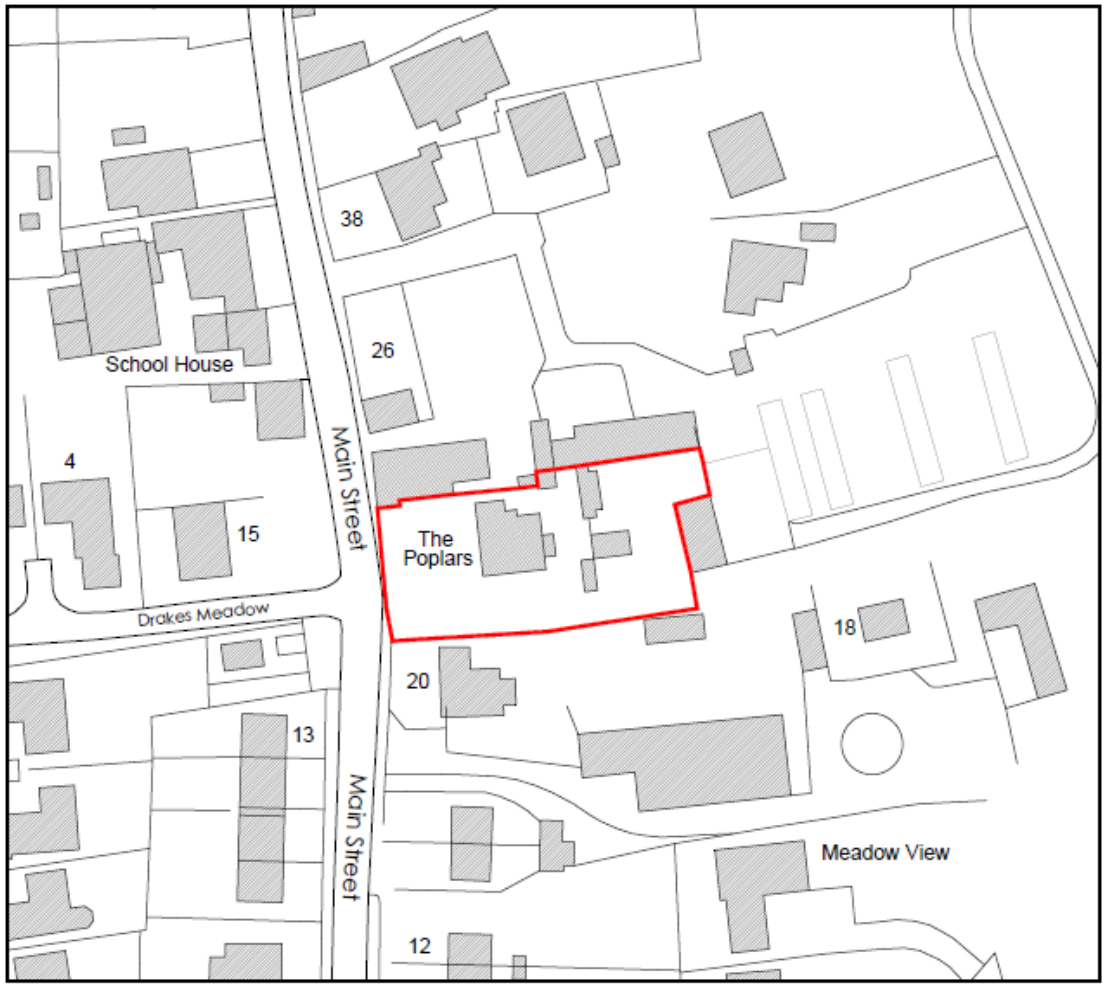 38
26
School House
Main Street
4
15
The
Poplars
Drakes Meadow
18
20
13
Main Street
Meadow View
12